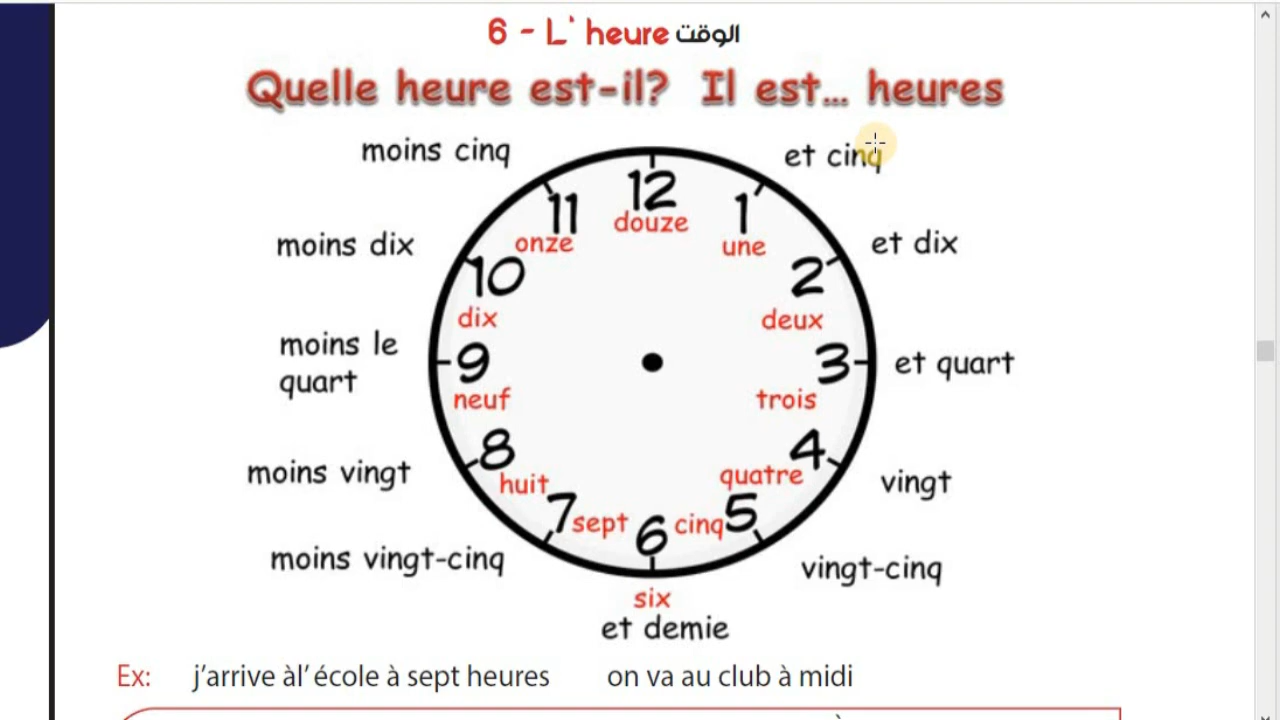 6 - L' heure الوقت
Quelle heure est-il? Il est... heures
moins cinq
et cinq
12
douze
11
onze
1
une
moins dix
et dix
10
dix
2
deux
moins le
quart
9
neuf
3
trois
et quart
moins vingt
8
huit
4
quatre
vingt
7
sept
6
cinq
5
moins vingt-cinq
vingt-cinq
six
et demie
Ex: j'arrive àl' école à sept heures on va au club à midi